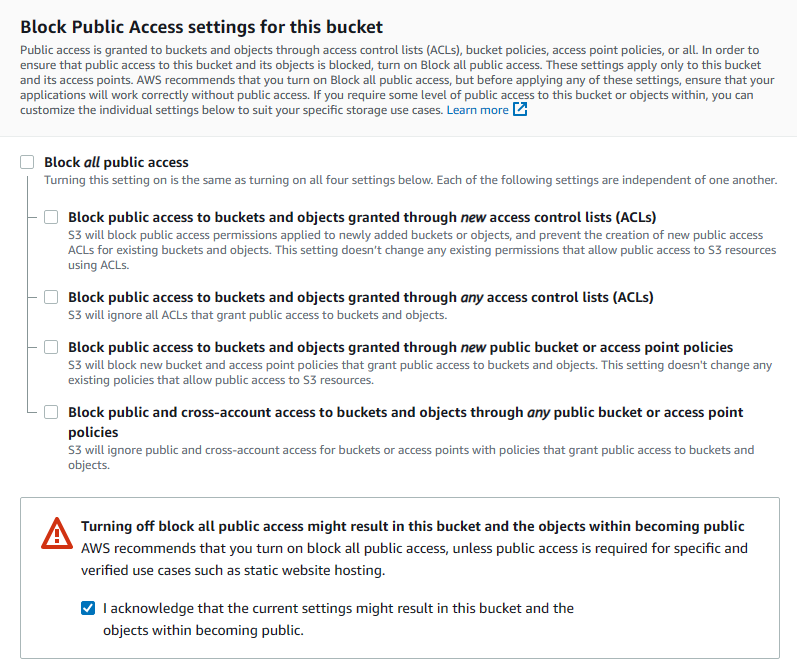 Block Public Access settings for this bucket
Public access is granted to buckets and objects through access control lists (ACLs), bucket policies, access point policies, or all. In order to
ensure that public access to this bucket and its objects is blocked, turn on Block all public access. These settings apply only to this bucket
and its access points. AWS recommends that you turn on Block all public access, but before applying any of these settings, ensure that your
applications will work correctly without public access. If you require some level of public access to this bucket or objects within, you can
customize the individual settings below to suit your specific storage use cases. Learn more
Block all public access
Turning this setting on is the same as turning on all four settings below. Each of the following settings are independent of one another.
Block public access to buckets and objects granted through new access control lists (ACLs)
S3 will block public access permissions applied to newly added buckets or objects, and prevent the creation of new public access
ACLs for existing buckets and objects. This setting doesn't change any existing permissions that allow public access to S3 resources
using ACLs.
Block public access to buckets and objects granted through any access control lists (ACLs)
S3 will ignore all ACLs that grant public access to buckets and objects.
Block public access to buckets and objects granted through new public bucket or access point policies
S3 will block new bucket and access point policies that grant public access to buckets and objects. This setting doesn't change any
existing policies that allow public access to S3 resources.
Block public and cross-account access to buckets and objects through any public bucket or access point
policies
S3 will ignore public and cross-account access for buckets or access points with policies that grant public access to buckets and
objects.
Turning off block all public access might result in this bucket and the objects within becoming public
AWS recommends that you turn on block all public access, unless public access is required for specific and
verified use cases such as static website hosting.
I acknowledge that the current settings might result in this bucket and the
objects within becoming public.